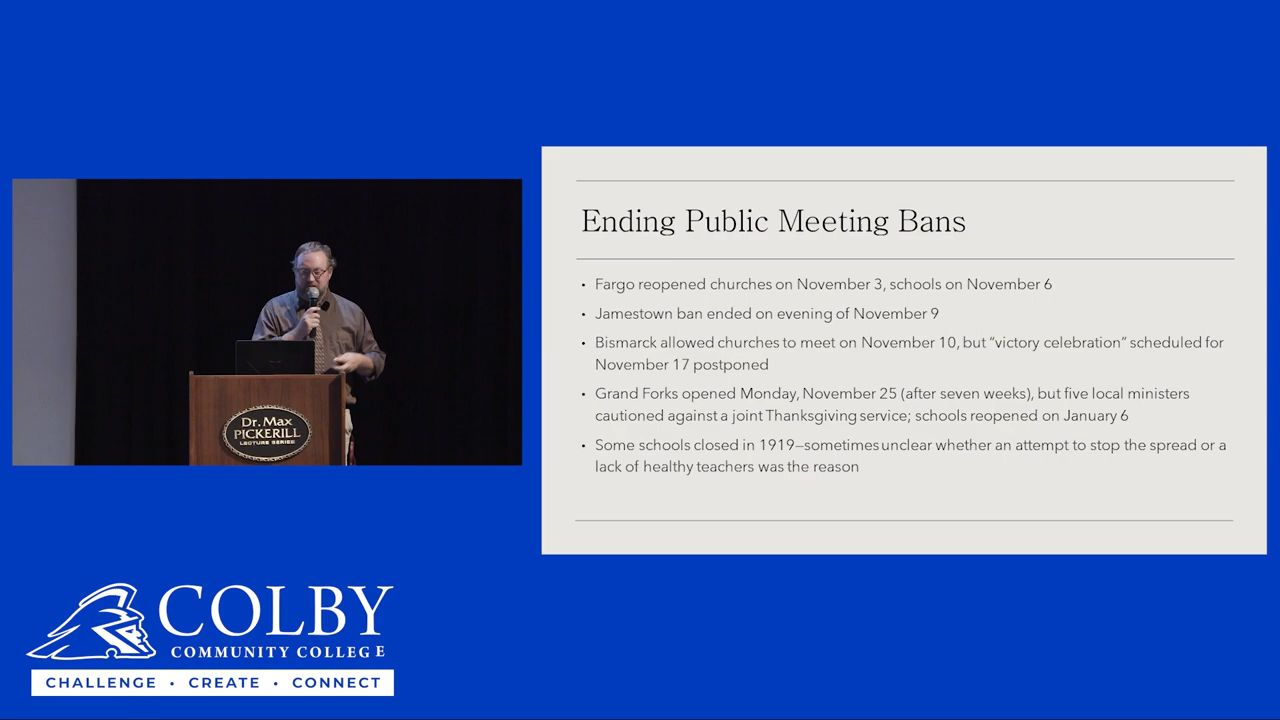 Ending Public Meeting Bans
• Fargo reopened churches on November 3, schools on November 6
• Jamestown ban ended on evening of November 9
• Bismarck allowed churches to meet on November 10, but “victory celebration” scheduled for
November 17 postponed
• Grand Forks opened Monday, November 25 (after seven weeks), but five local ministers
cautioned against a joint Thanksgiving service; schools reopened on January 6
• Some schools closed in 1919—sometimes unclear whether an attempt to stop the spread or a
lack of healthy teachers was the reason
Dr. Max
PICKERILL
LECTURE SERIES
COLBY
COMMUNITY COLLEGE
CHALLENGE • CREATE • CONNECT